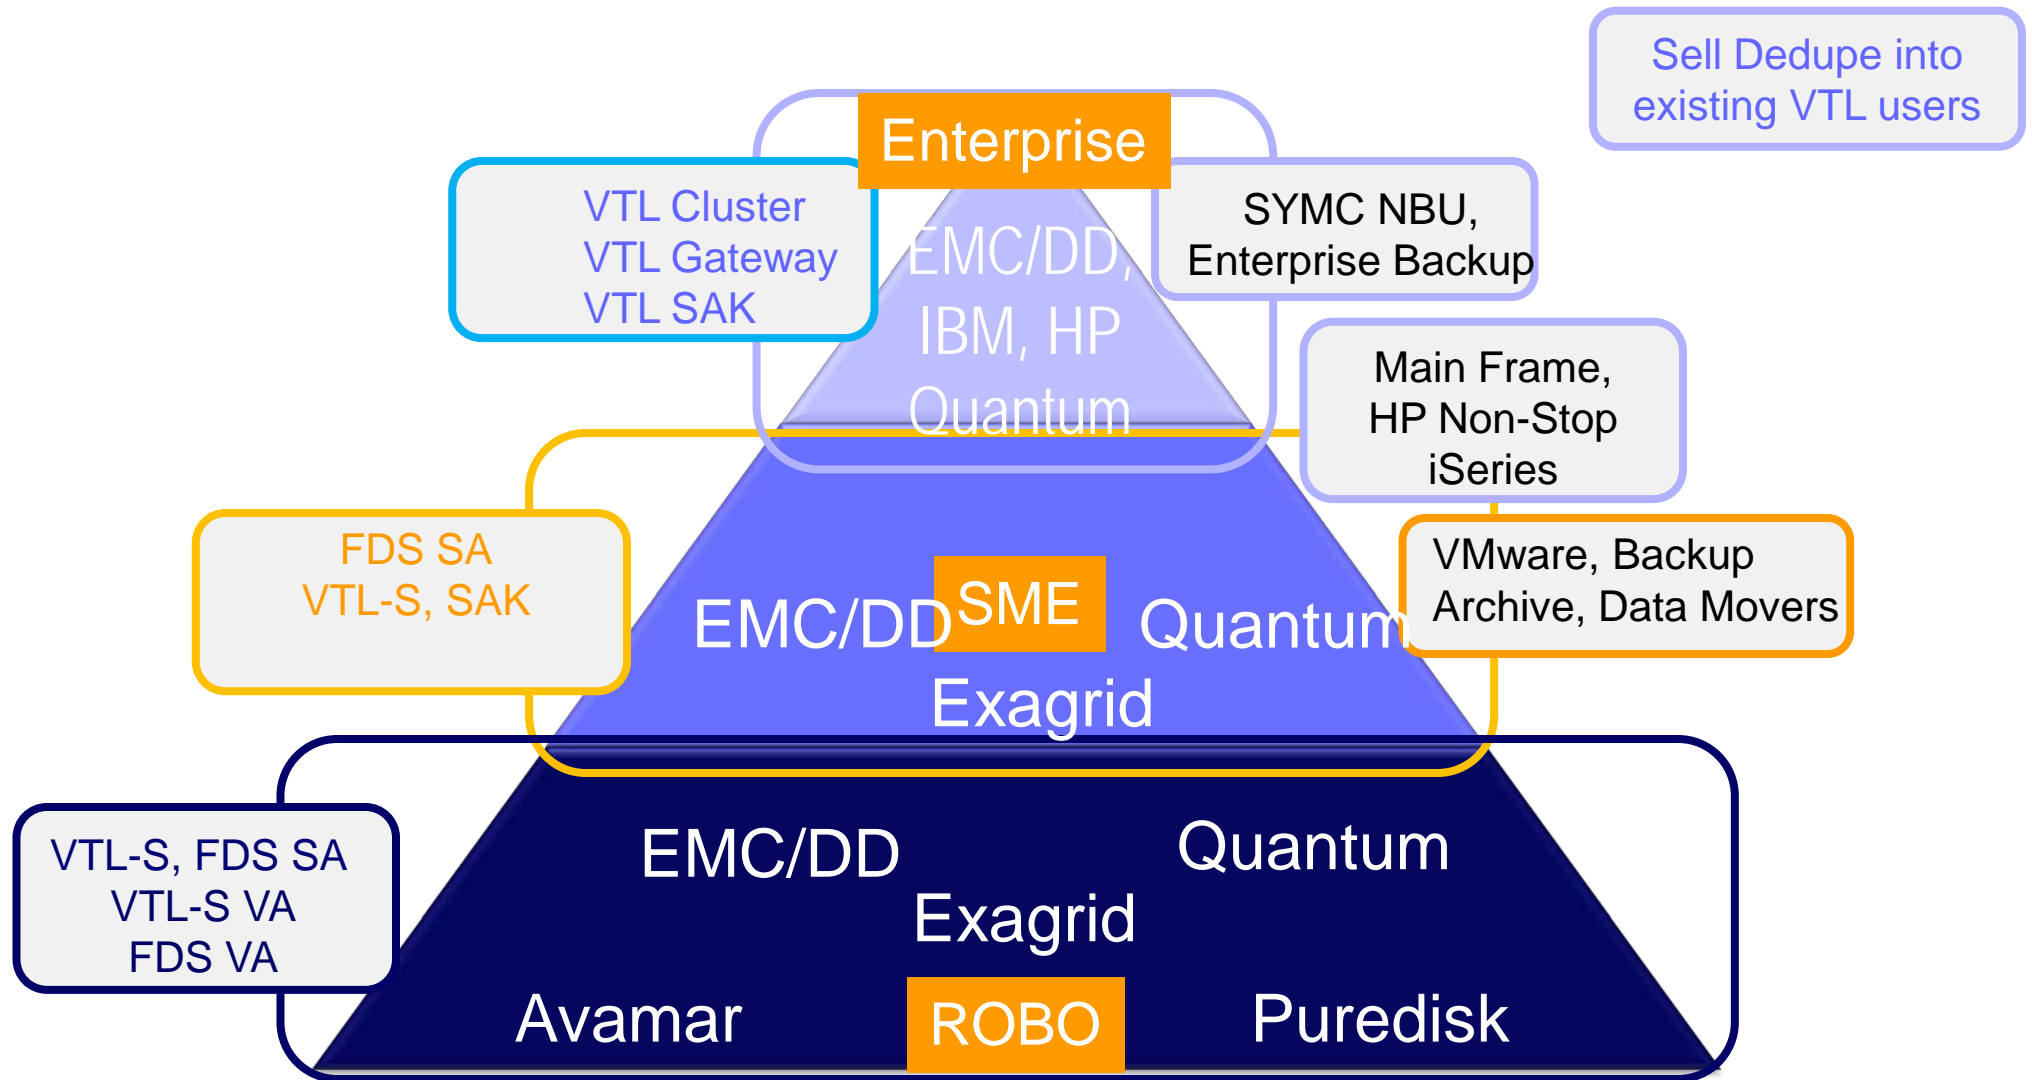 Sell Dedupe into
existing VTL users
Enterprise
VTL Cluster
VTL Gateway
VTL SAK
SYMC NBU,
Enterprise Backup
EMC/DD,
IBM, HP
Quantum
Main Frame,
HP Non-Stop
iSeries
FDS SA
VTL-S, SAK
VMware, Backup
Archive, Data Movers
SME
EMC/DD
Quantum
Exagrid
VTL-S, FDS SA
VTL-S VA
FDS VA
EMC/DD
Quantum
Exagrid
Avamar
ROBO
Puredisk